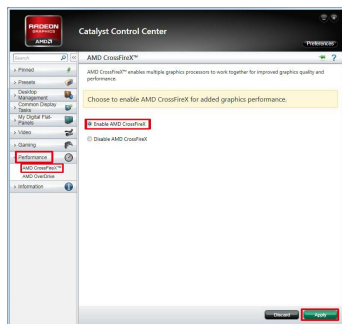 RADEON
GRAPHICS
AMD
Catalyst Control Center
Preferences
Search
AMD CrossFireX™
Pinned
Presets
Desktop
Management
Common Display
Tasks
My Digital Flat-
Panels
Video
Gaming
Performance
AMD CrossFireX™
AMD OverDrive
Information
AMD CrossFireX™ enables multiple graphics processors to work together for improved graphics quality and
performance.
Choose to enable AMD CrossFireX for added graphics performance.
Enable AMD CrossFireX
Disable AMD CrossFireX
Discard
Apply